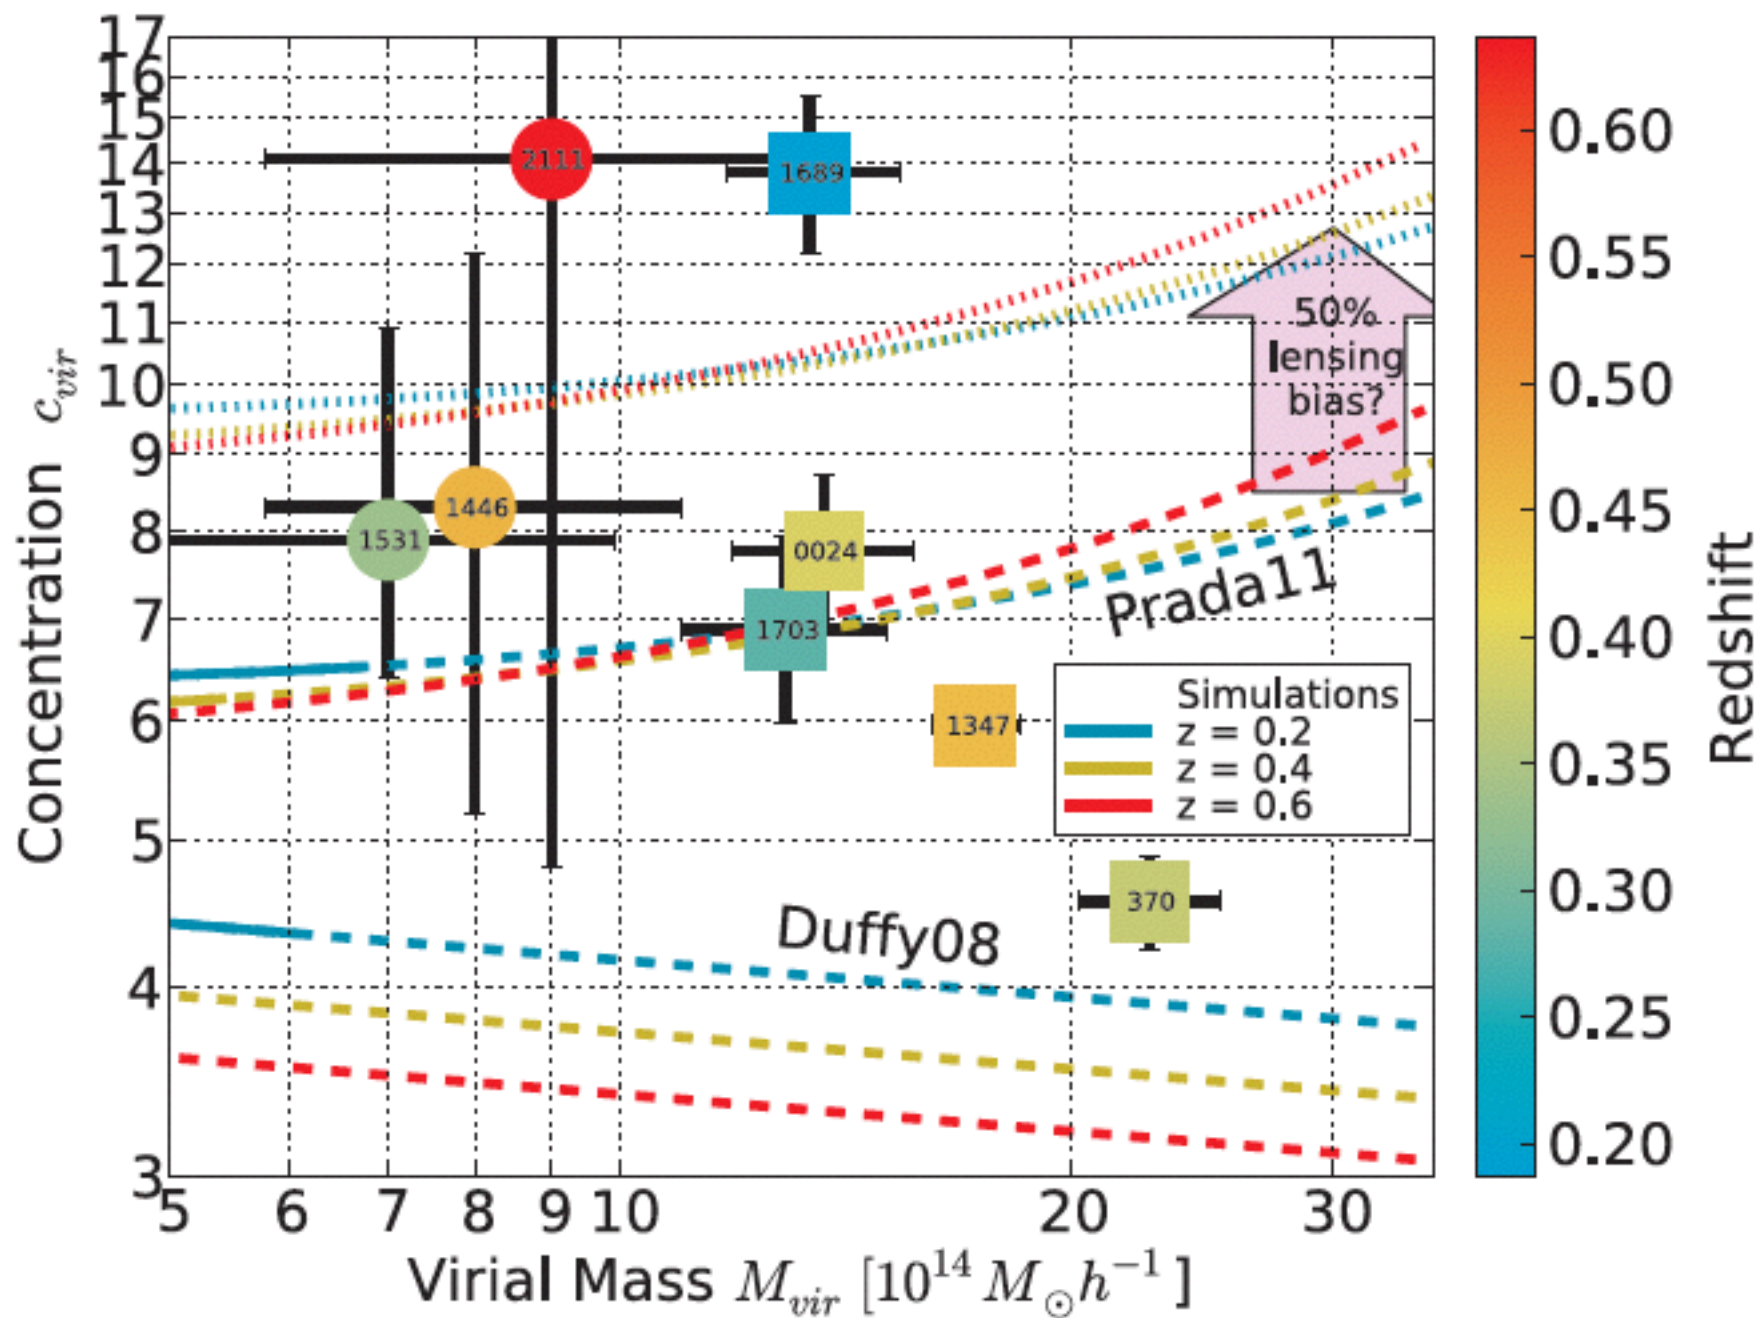 17
16
15
14
13
12
11
10
9
8
7
6
5
4
3
Concentration c_vir
2111
1689
1446
1531
0024
1703
1347
370
50%
lensing
bias?
Prada11
Duffy08
Simulations
z = 0.2
z = 0.4
z = 0.6
5 6 7 8 9 10 20 30
Virial Mass M_vir [10^14 M_⊙ h^−1]
0.60
0.55
0.50
0.45
0.40
0.35
0.30
0.25
0.20
Redshift